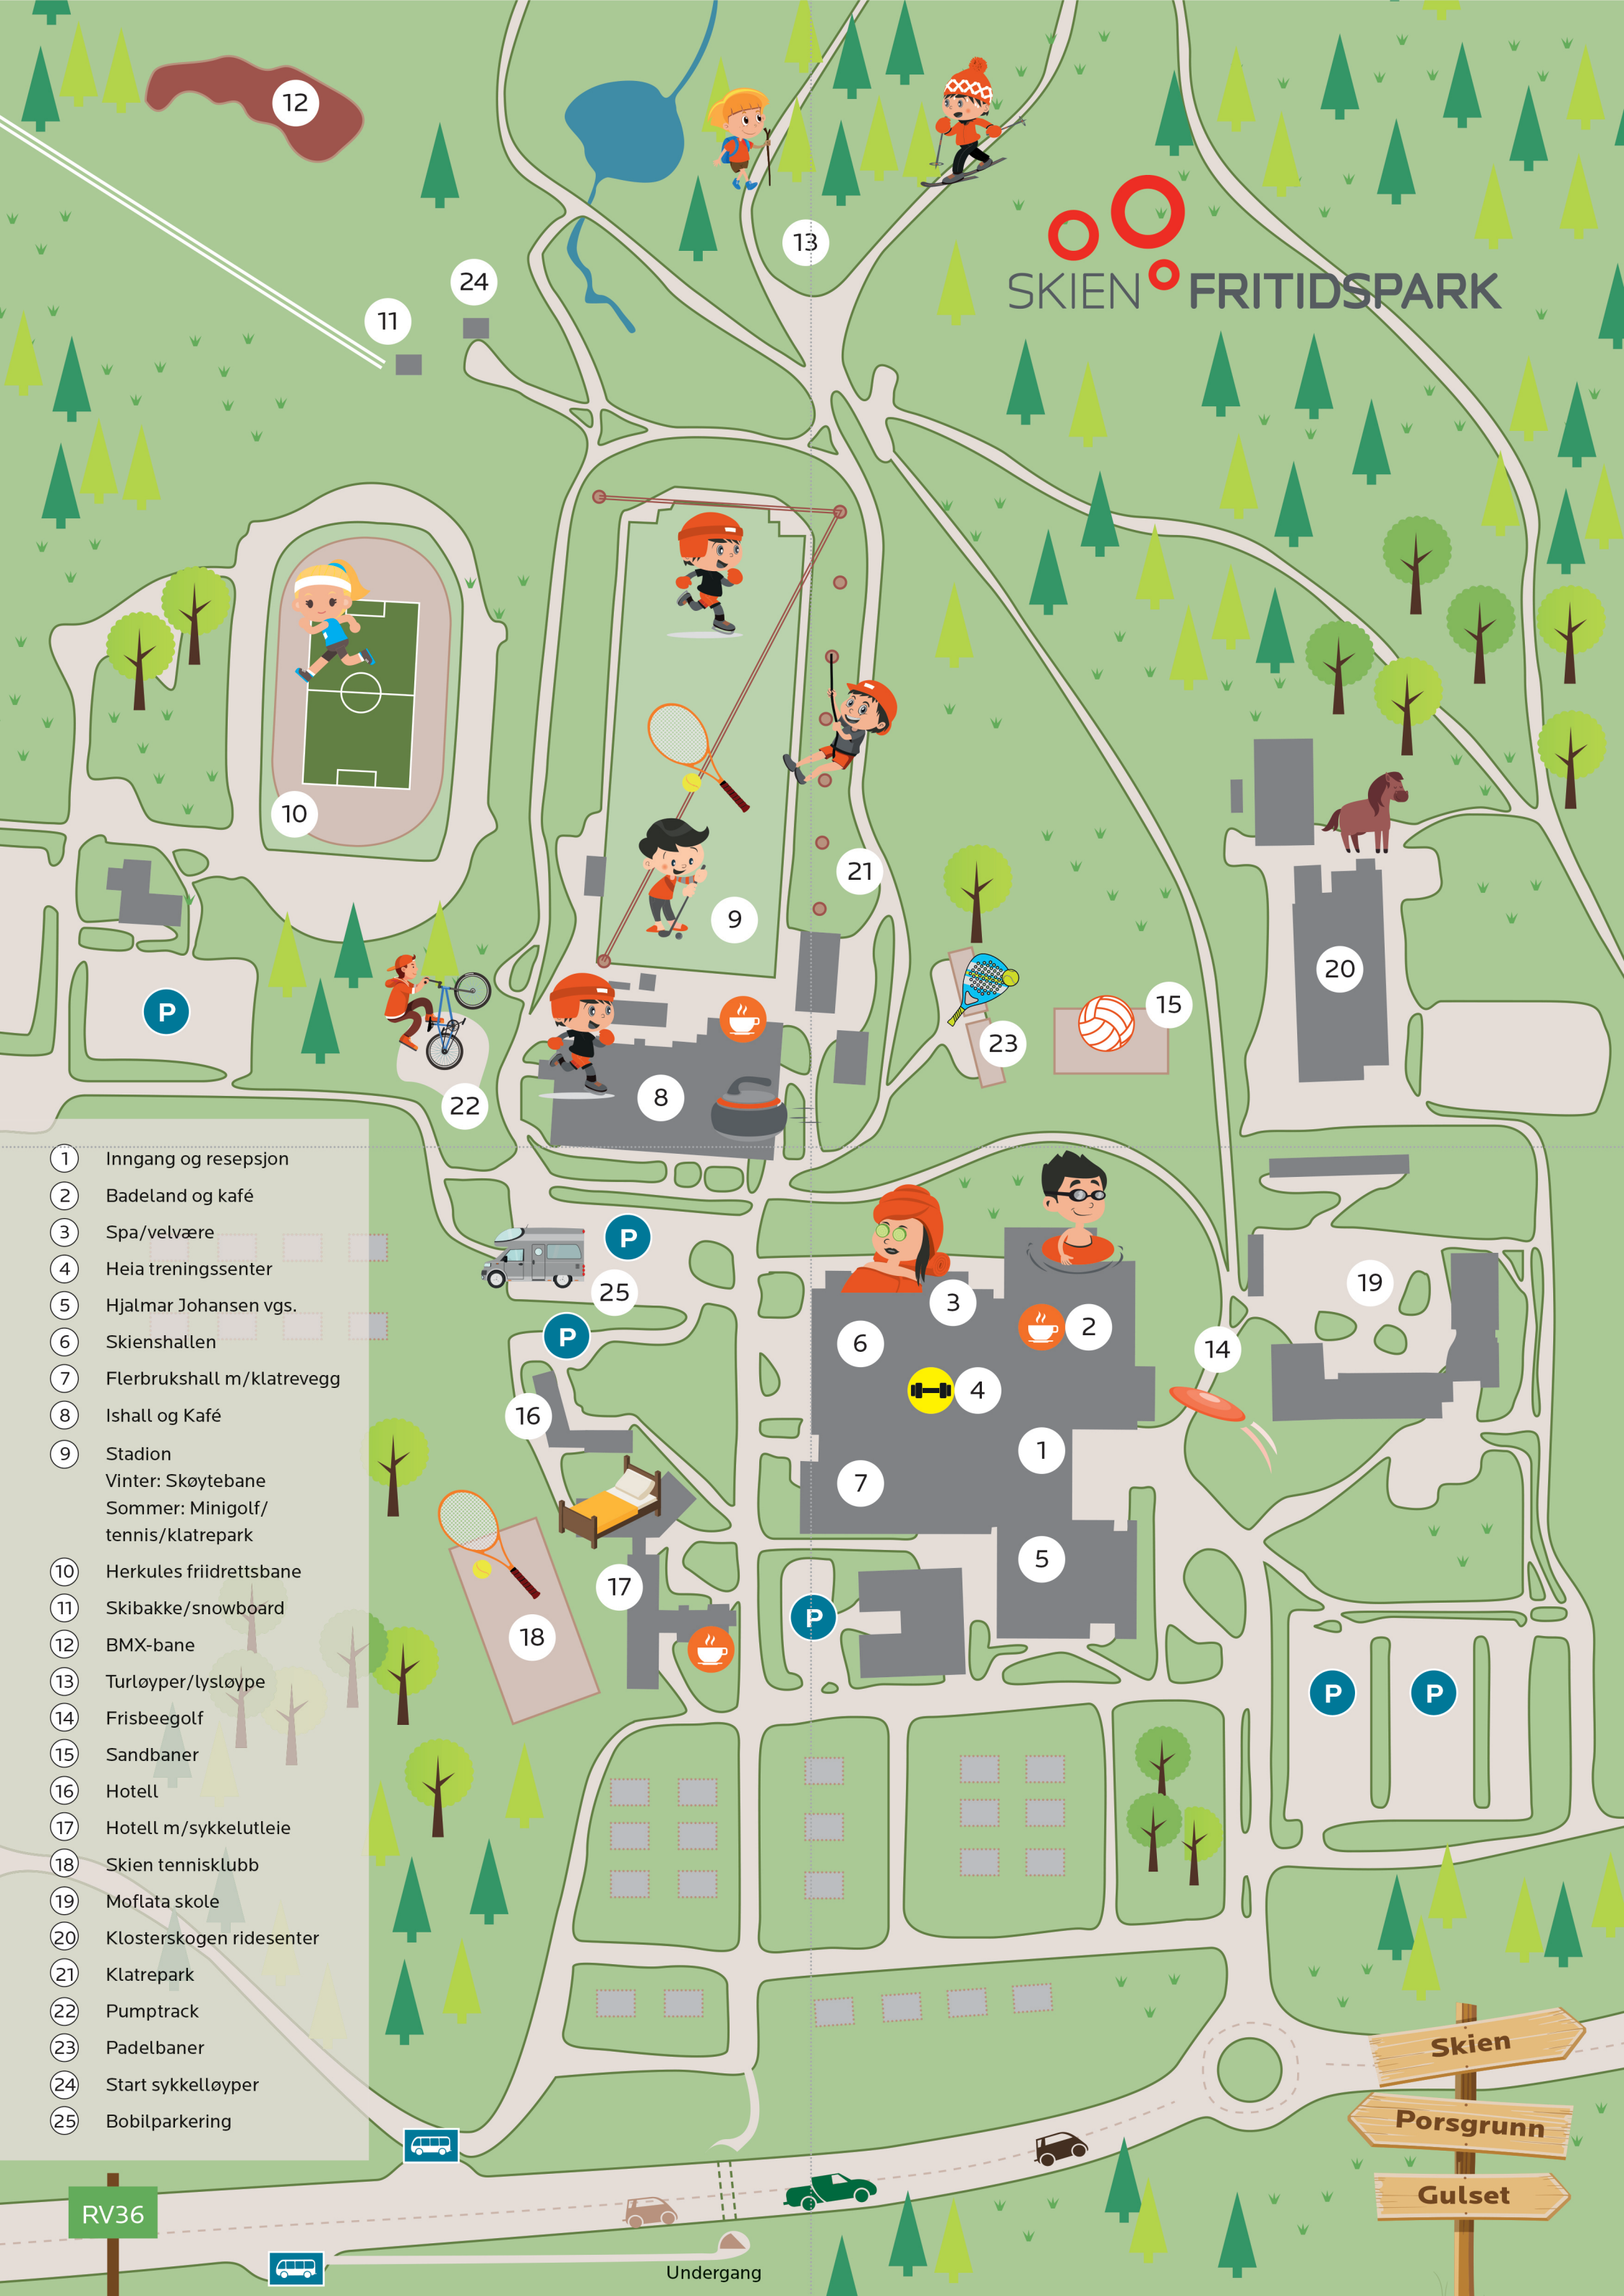 12
13
24
11
SKIEN FRITIDSPARK
10
21
9
20
P
15
23
8
22
1 Inngang og resepsjon
2 Badeland og kafé
3 Spa/velvære
4 Heia treningssenter
5 Hjalmar Johansen vgs.
6 Skienshallen
7 Flerbrukshall m/klatrevegg
8 Ishall og Kafé
9 Stadion
Vinter: Skøytebane
Sommer: Minigolf/
tennis/klatrepark
10 Herkules friidrettsbane
11 Skibakke/snowboard
12 BMX-bane
13 Turløyper/lysløype
14 Frisbeegolf
15 Sandbaner
16 Hotell
17 Hotell m/sykkelutleie
18 Skien tennisklubb
19 Moflata skole
20 Klosterskogen ridesenter
21 Klatrepark
22 Pumptrack
23 Padelbaner
24 Start sykkelløyper
25 Bobilparkering
P
25
P
3
2
19
6
14
4
16
1
7
5
17
P
18
P
P
Skien
Porsgrunn
Gulset
RV36
Undergang